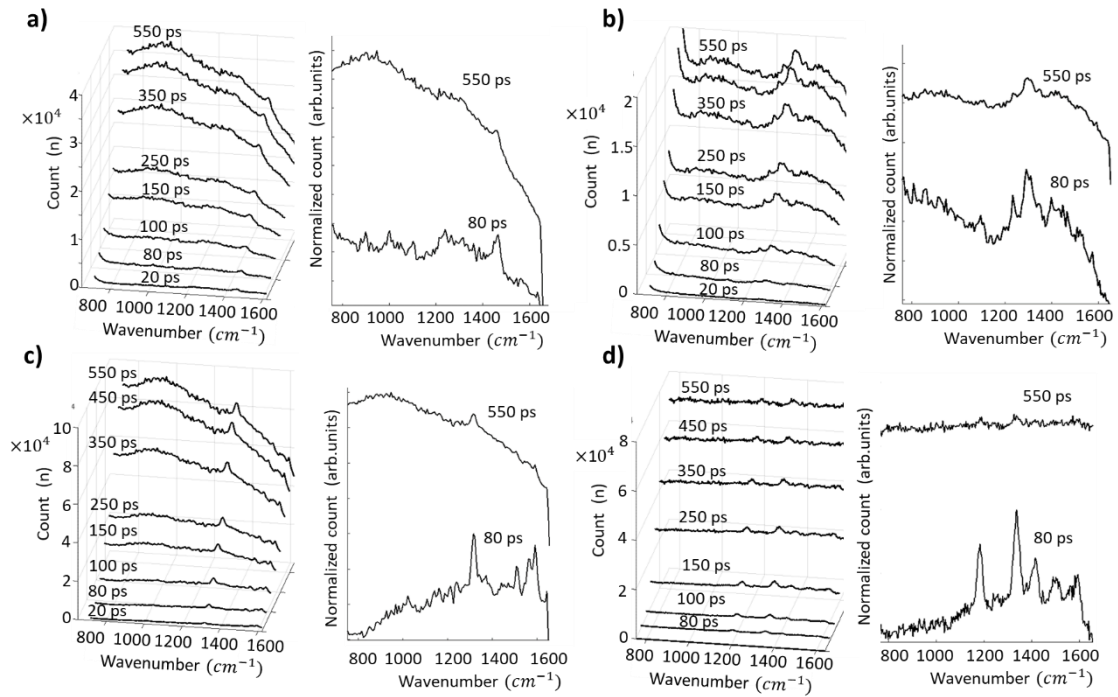 a)
550 ps
350 ps
250 ps
150 ps
100 ps
80 ps
20 ps
4
×10⁴
3
2
1
0
Count (n)
800 1000 1200 1400 1600
Wavenumber (cm⁻¹)
Normalized count (arb.units)
550 ps
80 ps
800 1000 1200 1400 1600
Wavenumber (cm⁻¹)
b)
550 ps
350 ps
250 ps
150 ps
100 ps
80 ps
20 ps
2
×10⁴
1.5
1
0.5
0
Count (n)
800 1000 1200 1400 1600
Wavenumber (cm⁻¹)
Normalized count (arb.units)
550 ps
80 ps
800 1000 1200 1400 1600
Wavenumber (cm⁻¹)
c)
550 ps
450 ps
350 ps
250 ps
150 ps
100 ps
80 ps
20 ps
10
×10⁴
8
6
4
2
0
Count (n)
800 1000 1200 1400 1600
Wavenumber (cm⁻¹)
Normalized count (arb.units)
550 ps
80 ps
1000 1200 1400 1600
Wavenumber (cm⁻¹)
d)
550 ps
450 ps
350 ps
250 ps
150 ps
100 ps
80 ps
8
×10⁴
6
4
2
0
Count (n)
800 1000 1200 1400 1600
Wavenumber (cm⁻¹)
Normalized count (arb.units)
550 ps
80 ps
800 1000 1200 1400 1600
Wavenumber (cm⁻¹)